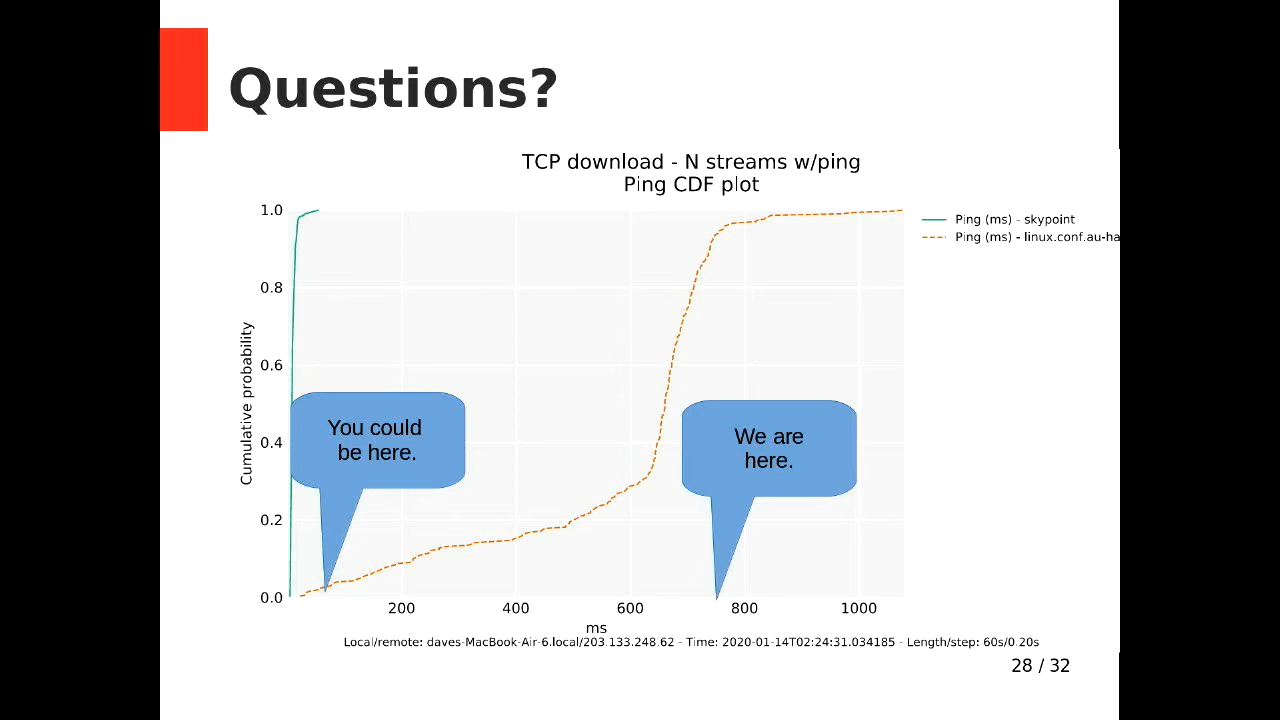 Questions?
TCP download - N streams w/ping
Ping CDF plot
1.0
0.8
0.6
0.4
0.2
0.0
Cumulative probability
Ping (ms) - skypoint
Ping (ms) - linux.conf.au-ha
You could
be here.
We are
here.
200 400 600 800 1000
ms
Local/remote: daves-MacBook-Air-6.local/203.133.248.62 - Time: 2020-01-14T02:24:31.034185 - Length/step: 60s/0.20s
28 / 32